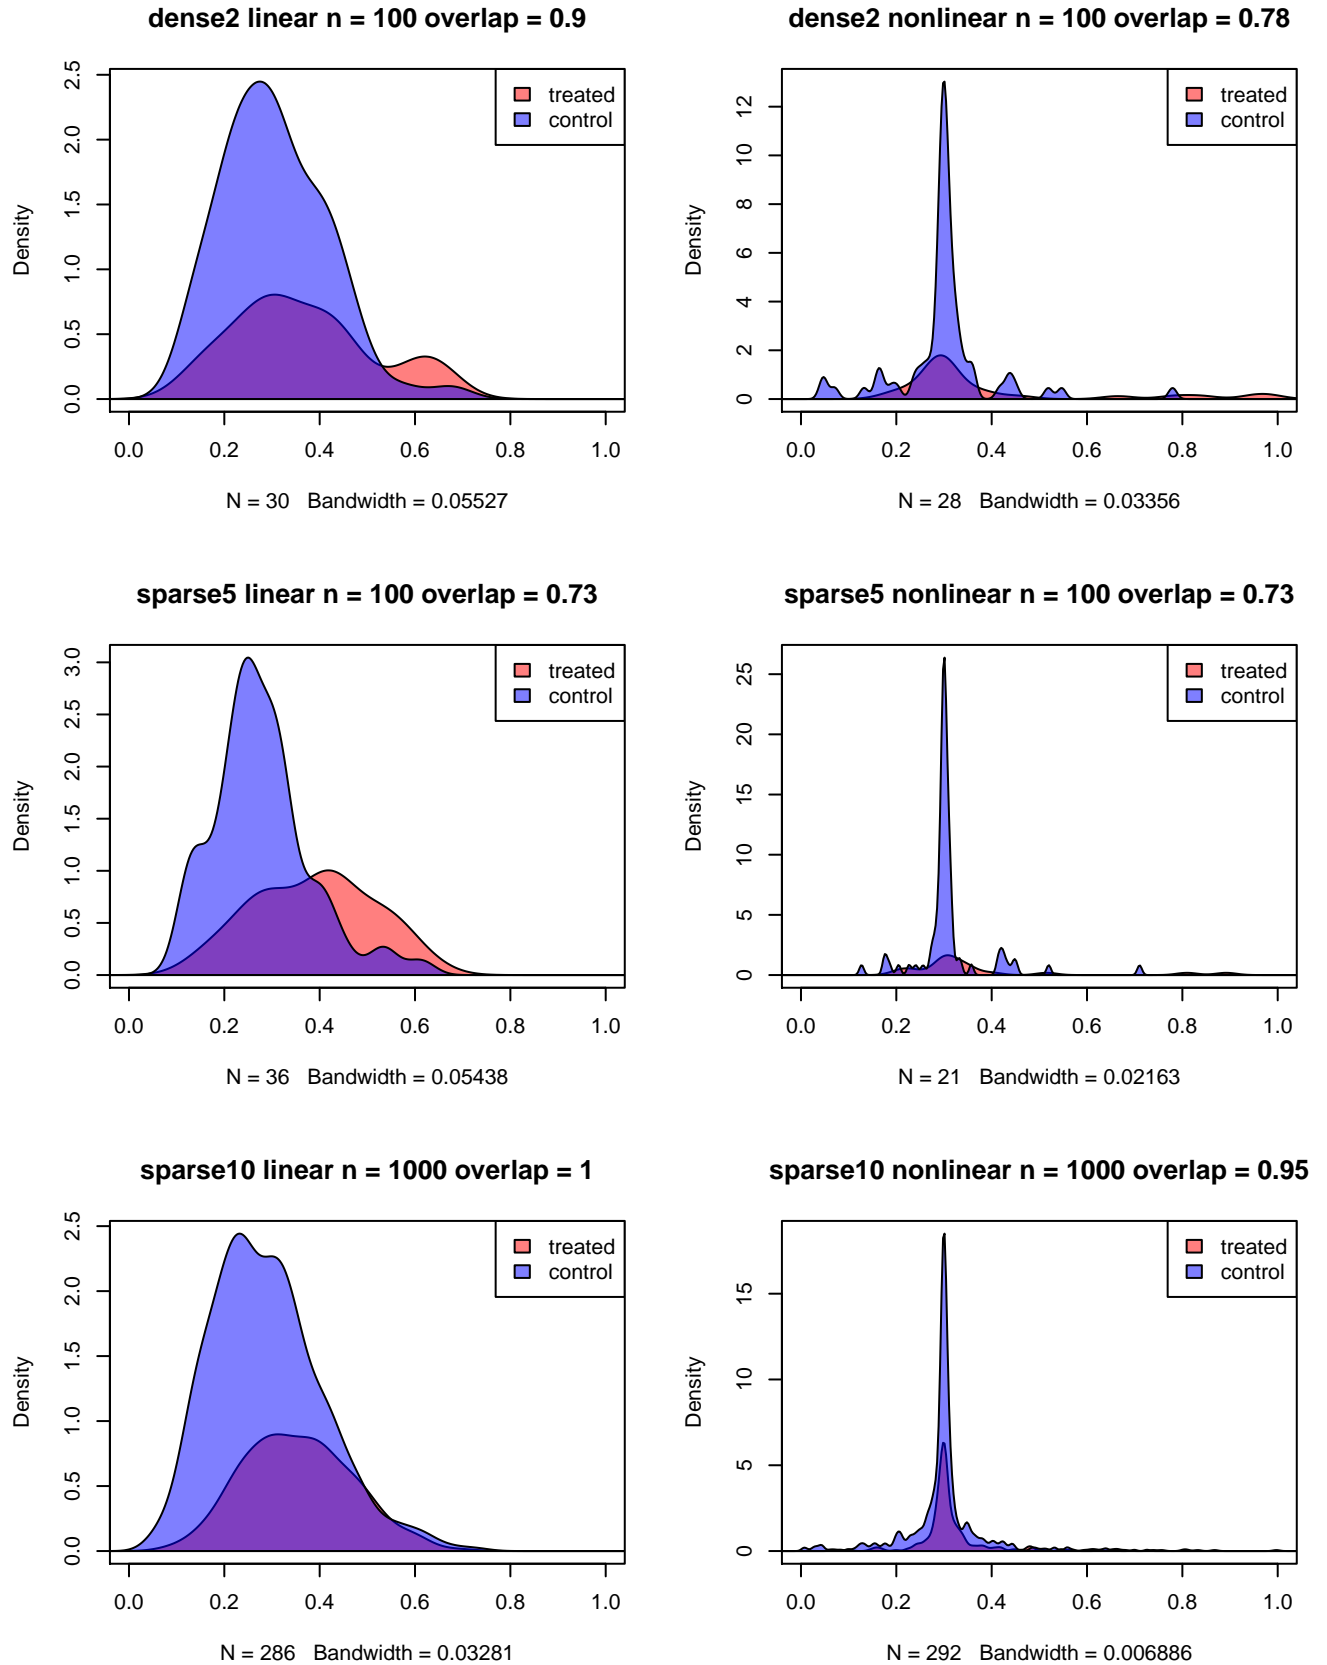 dense2 linear n = 100 overlap = 0.9
treated
control
Density
0.0 0.5 1.0 1.5 2.0 2.5
0.0 0.2 0.4 0.6 0.8 1.0
N = 30 Bandwidth = 0.05527
dense2 nonlinear n = 100 overlap = 0.78
treated
control
Density
0 2 4 6 8 10 12
0.0 0.2 0.4 0.6 0.8 1.0
N = 28 Bandwidth = 0.03356
sparse5 linear n = 100 overlap = 0.73
treated
control
Density
0.0 0.5 1.0 1.5 2.0 2.5 3.0
0.0 0.2 0.4 0.6 0.8 1.0
N = 36 Bandwidth = 0.05438
sparse5 nonlinear n = 100 overlap = 0.73
treated
control
Density
0 5 10 15 20 25
0.0 0.2 0.4 0.6 0.8 1.0
N = 21 Bandwidth = 0.02163
sparse10 linear n = 1000 overlap = 1
treated
control
Density
0.0 0.5 1.0 1.5 2.0 2.5
0.0 0.2 0.4 0.6 0.8 1.0
N = 286 Bandwidth = 0.03281
sparse10 nonlinear n = 1000 overlap = 0.95
treated
control
Density
0 5 10 15
0.0 0.2 0.4 0.6 0.8 1.0
N = 292 Bandwidth = 0.006886